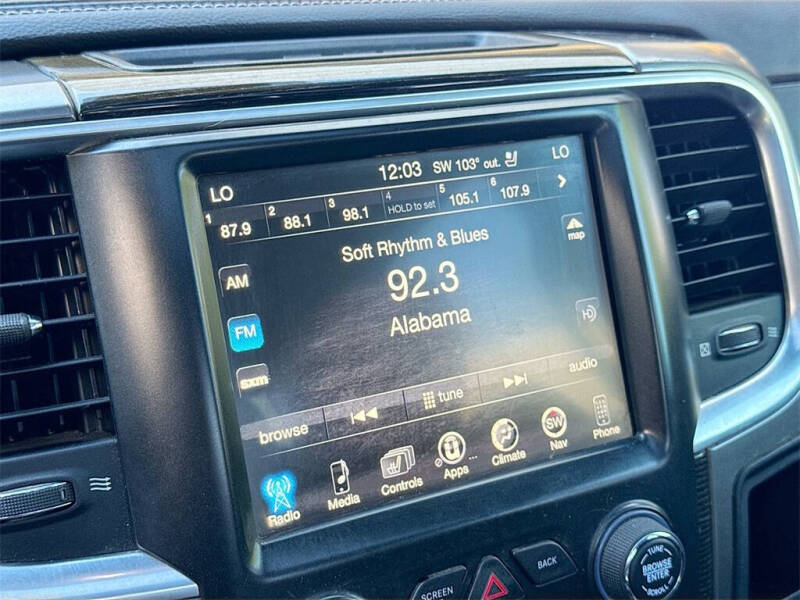 12:03 SW 103° out.
LO LO
1 87.9 2 88.1 3 98.1 4 HOLD to set 5 105.1 6 107.9
map
Soft Rhythm & Blues
AM
92.3
FM
Alabama
HD
sxm
browse tune audio
Radio Media Controls Apps... Climate SW Nav Phone
SCREEN BACK
TUNE
BROWSE
ENTER
SCROLL